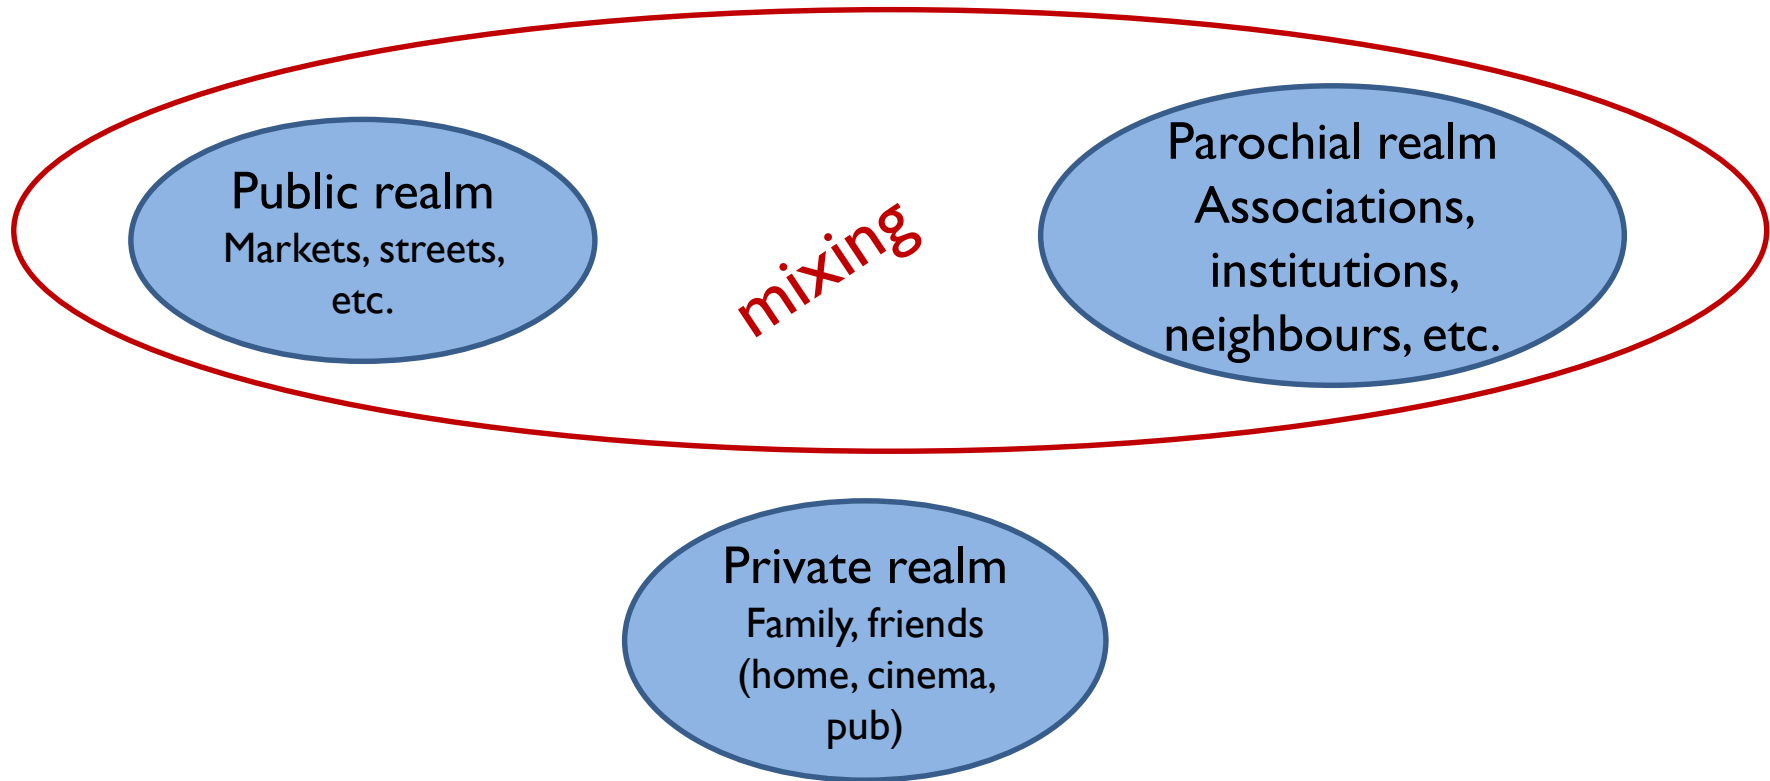 Public realm
Markets, streets,
etc.
mixing
Parochial realm
Associations,
institutions,
neighbours, etc.
Private realm
Family, friends
(home, cinema,
pub)